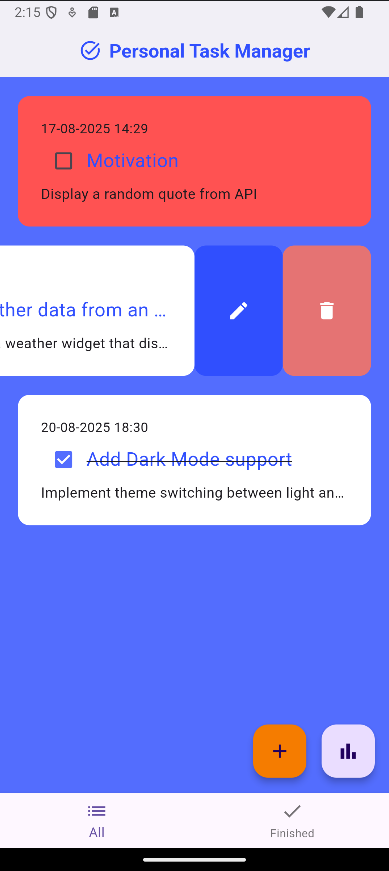 2:15
Personal Task Manager
17-08-2025 14:29
Motivation
Display a random quote from API
ther data from an ...
weather widget that dis...
20-08-2025 18:30
Add Dark Mode support
Implement theme switching between light an...
All
Finished